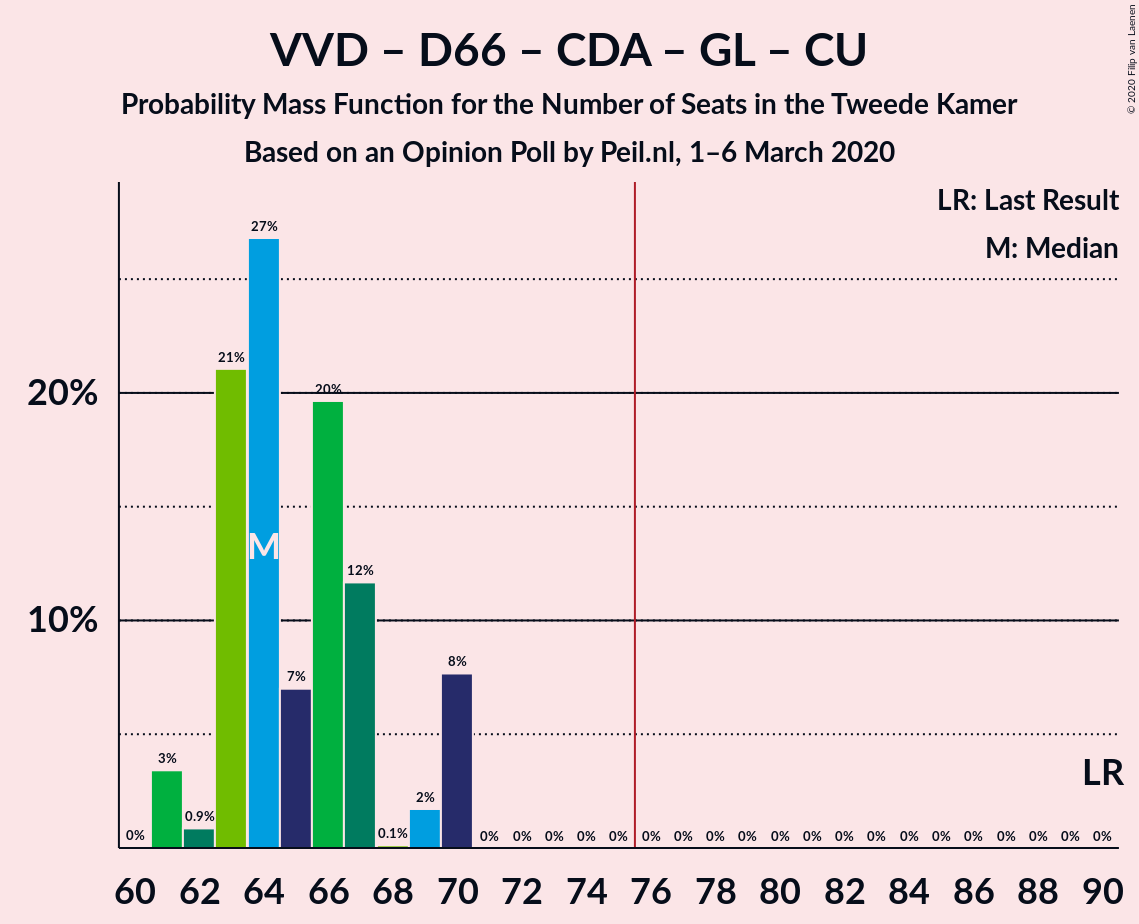 VVD – D66 – CDA – GL – CU
Probability Mass Function for the Number of Seats in the Tweede Kamer
Based on an Opinion Poll by Peil.nl, 1–6 March 2020
© 2020 Filip van Laenen
LR: Last Result
M: Median
20%
10%
0% 3% 0.9% 21% 27% 7% 20% 12% 0.1% 2% 8% 0% 0% 0% 0% 0% 0% 0% 0% 0% 0% 0% 0% 0% 0% 0% 0% 0% 0% 0% 0%
M
LR
60 62 64 66 68 70 72 74 76 78 80 82 84 86 88 90